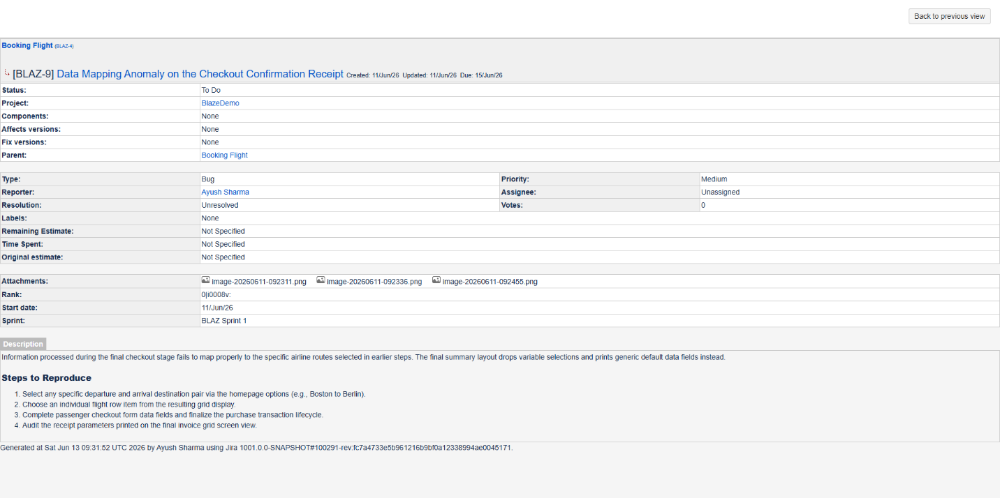 Back to previous view
Booking Flight (BLAZ-4)
[BLAZ-9] Data Mapping Anomaly on the Checkout Confirmation Receipt Created: 11/Jun/26 Updated: 11/Jun/26 Due: 15/Jun/26
Status: To Do
Project: BlazeDemo
Components: None
Affects versions: None
Fix versions: None
Parent: Booking Flight
Type: Bug Priority: Medium
Reporter: Ayush Sharma Assignee: Unassigned
Resolution: Unresolved Votes: 0
Labels: None
Remaining Estimate: Not Specified
Time Spent: Not Specified
Original estimate: Not Specified
Attachments: image-20260611-092311.png image-20260611-092336.png image-20260611-092455.png
Rank: 0|i0008v:
Start date: 11/Jun/26
Sprint: BLAZ Sprint 1
Description
Information processed during the final checkout stage fails to map properly to the specific airline routes selected in earlier steps. The final summary layout drops variable selections and prints generic default data fields instead.
Steps to Reproduce
1. Select any specific departure and arrival destination pair via the homepage options (e.g., Boston to Berlin).
2. Choose an individual flight row item from the resulting grid display.
3. Complete passenger checkout form data fields and finalize the purchase transaction lifecycle.
4. Audit the receipt parameters printed on the final invoice grid screen view.
Generated at Sat Jun 13 09:31:52 UTC 2026 by Ayush Sharma using Jira 1001.0.0-SNAPSHOT#100291-rev:fc7a4733e5b961216b9bf0a12338994ae0045171.